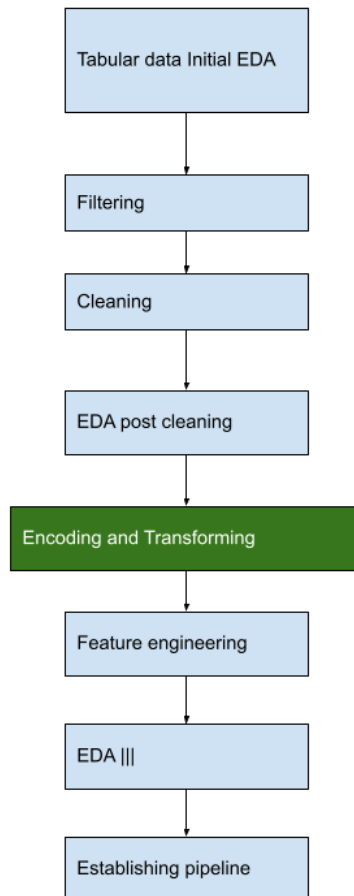 Tabular data Initial EDA
Filtering
Cleaning
EDA post cleaning
Encoding and Transforming
Feature engineering
EDA |||
Establishing pipeline